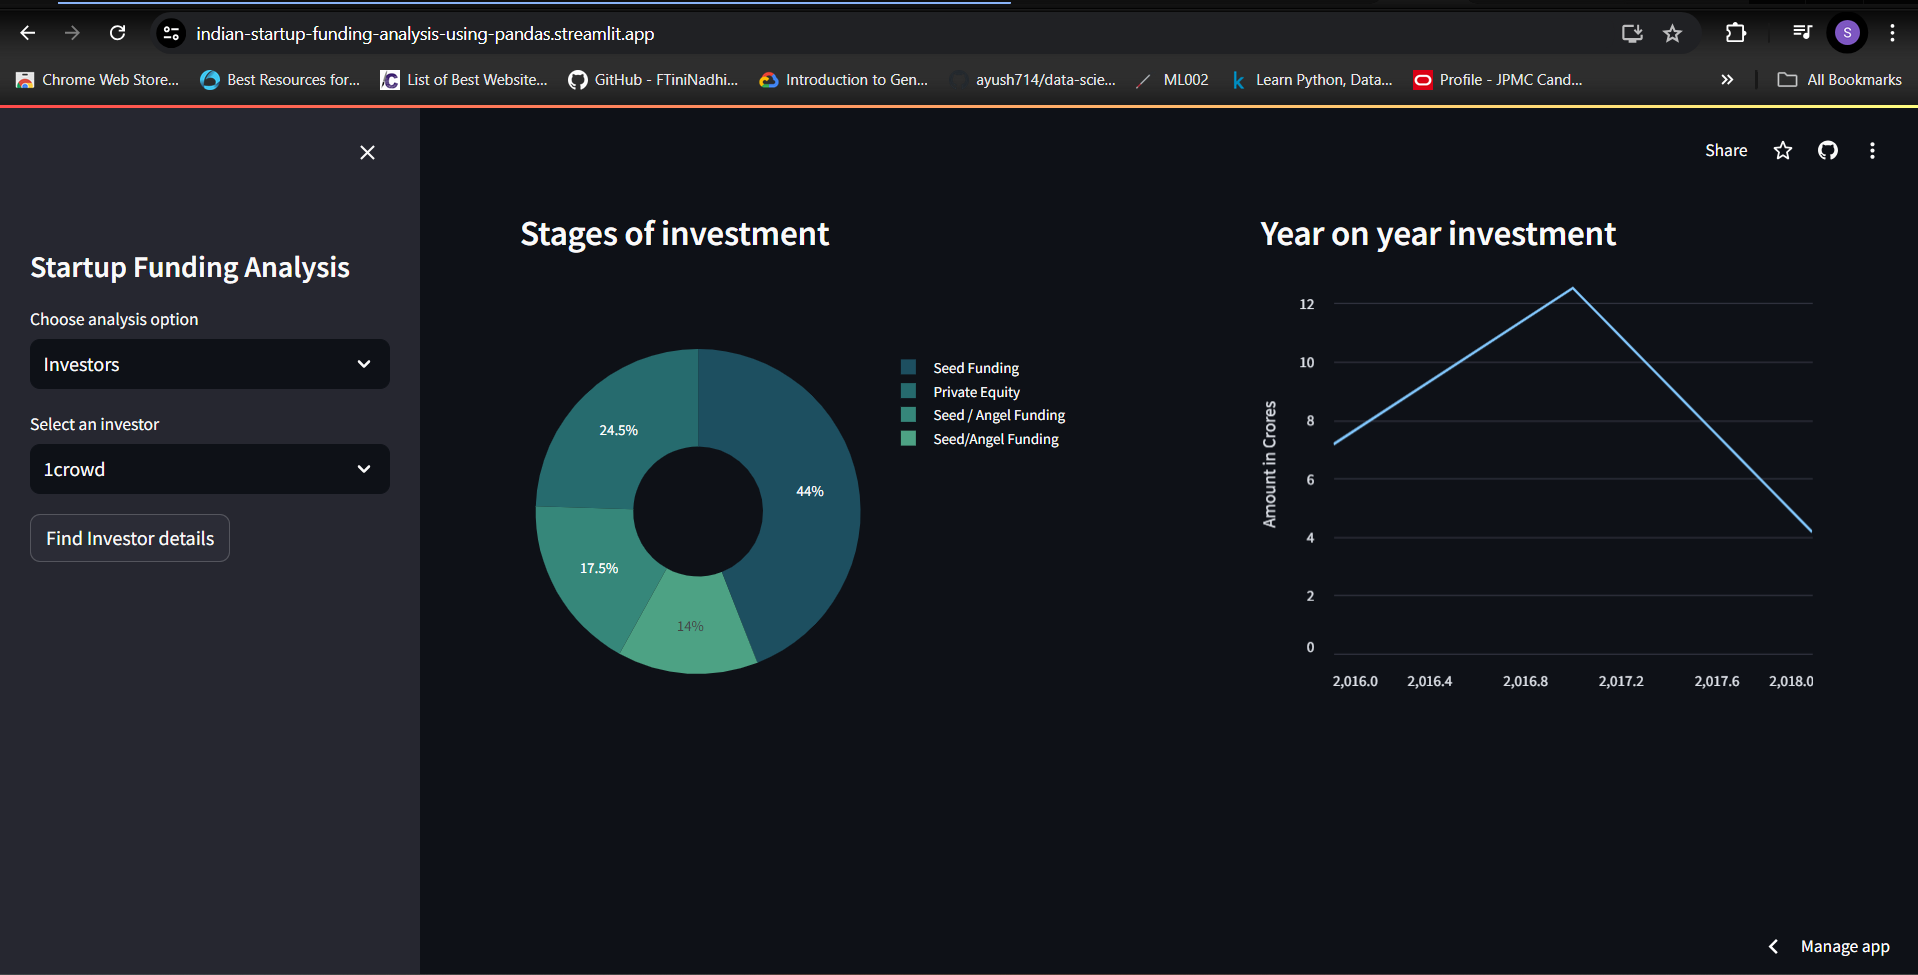 indian-startup-funding-analysis-using-pandas.streamlit.app
S
Chrome Web Store...
Best Resources for...
List of Best Website...
GitHub - FTiniNadhi...
Introduction to Gen...
ayush714/data-scie...
ML002
Learn Python, Data...
Profile - JPMC Cand...
All Bookmarks
Share
Startup Funding Analysis
Choose analysis option
Investors
Select an investor
1crowd
Find Investor details
Stages of investment
24.5%
44%
17.5%
14%
Seed Funding
Private Equity
Seed / Angel Funding
Seed/Angel Funding
Year on year investment
Amount in Crores
12
10
8
6
4
2
0
2,016.0 2,016.4 2,016.8 2,017.2 2,017.6 2,018.0
Manage app